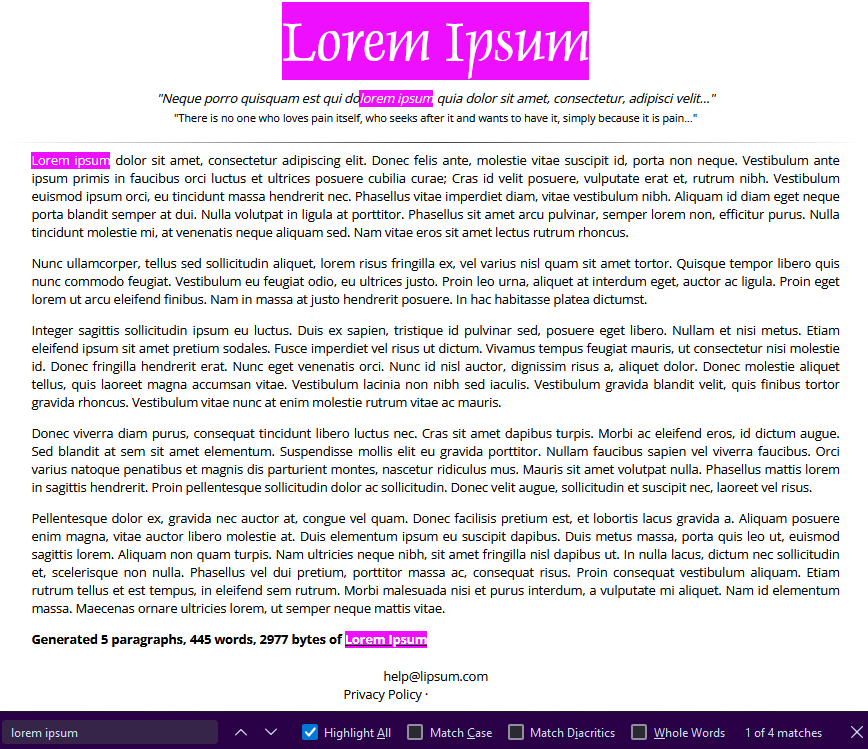 Lorem Ipsum
"Neque porro quisquam est qui dolorem ipsum quia dolor sit amet, consectetur, adipisci velit..."
"There is no one who loves pain itself, who seeks after it and wants to have it, simply because it is pain..."
Lorem ipsum dolor sit amet, consectetur adipiscing elit. Donec felis ante, molestie vitae suscipit id, porta non neque. Vestibulum ante
ipsum primis in faucibus orci luctus et ultrices posuere cubilia curae; Cras id velit posuere, vulputate erat et, rutrum nibh. Vestibulum
euismod ipsum orci, eu tincidunt massa hendrerit nec. Phasellus vitae imperdiet diam, vitae vestibulum nibh. Aliquam id diam eget neque
porta blandit semper at dui. Nulla volutpat in ligula at porttitor. Phasellus sit amet arcu pulvinar, semper lorem non, efficitur purus. Nulla
tincidunt molestie mi, at venenatis neque aliquam sed. Nam vitae eros sit amet lectus rutrum rhoncus.
Nunc ullamcorper, tellus sed sollicitudin aliquet, lorem risus fringilla ex, vel varius nisl quam sit amet tortor. Quisque tempor libero quis
nunc commodo feugiat. Vestibulum eu feugiat odio, eu ultrices justo. Proin leo urna, aliquet at interdum eget, auctor ac ligula. Proin eget
lorem ut arcu eleifend finibus. Nam in massa at justo hendrerit posuere. In hac habitasse platea dictumst.
Integer sagittis sollicitudin ipsum eu luctus. Duis ex sapien, tristique id pulvinar sed, posuere eget libero. Nullam et nisi metus. Etiam
eleifend ipsum sit amet pretium sodales. Fusce imperdiet vel risus ut dictum. Vivamus tempus feugiat mauris, ut consectetur nisi molestie
id. Donec fringilla hendrerit erat. Nunc eget venenatis orci. Nunc id nisl auctor, dignissim risus a, aliquet dolor. Donec molestie aliquet
tellus, quis laoreet magna accumsan vitae. Vestibulum lacinia non nibh sed iaculis. Vestibulum gravida blandit velit, quis finibus tortor
gravida rhoncus. Vestibulum vitae nunc at enim molestie rutrum vitae ac mauris.
Donec viverra diam purus, consequat tincidunt libero luctus nec. Cras sit amet dapibus turpis. Morbi ac eleifend eros, id dictum augue.
Sed blandit at sem sit amet elementum. Suspendisse mollis elit eu gravida porttitor. Nullam faucibus sapien vel viverra faucibus. Orci
varius natoque penatibus et magnis dis parturient montes, nascetur ridiculus mus. Mauris sit amet volutpat nulla. Phasellus mattis lorem
in sagittis hendrerit. Proin pellentesque sollicitudin dolor ac sollicitudin. Donec velit augue, sollicitudin et suscipit nec, laoreet vel risus.
Pellentesque dolor ex, gravida nec auctor at, congue vel quam. Donec facilisis pretium est, et lobortis lacus gravida a. Aliquam posuere
enim magna, vitae auctor libero molestie at. Duis elementum ipsum eu suscipit dapibus. Duis metus massa, porta quis leo ut, euismod
sagittis lorem. Aliquam non quam turpis. Nam ultricies neque nibh, sit amet fringilla nisl dapibus ut. In nulla lacus, dictum nec sollicitudin
et, scelerisque non nulla. Phasellus vel dui pretium, porttitor massa ac, consequat risus. Proin consequat vestibulum aliquam. Etiam
rutrum tellus et est tempus, in eleifend sem rutrum. Morbi malesuada nisi et purus interdum, a vulputate mi aliquet. Nam id elementum
massa. Maecenas ornare ultricies lorem, ut semper neque mattis vitae.
Generated 5 paragraphs, 445 words, 2977 bytes of Lorem Ipsum
help@lipsum.com
Privacy Policy ·
lorem ipsum Highlight All Match Case Match Diacritics Whole Words 1 of 4 matches